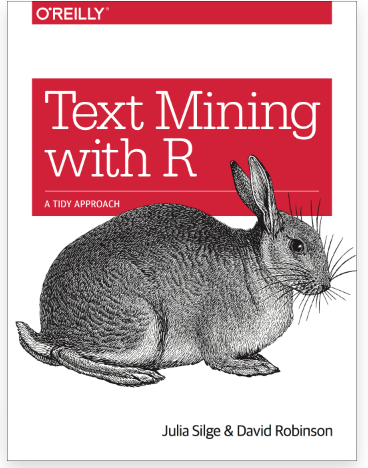 O'REILLY®
Text Mining
with R
A TIDY APPROACH
Julia Silge & David Robinson